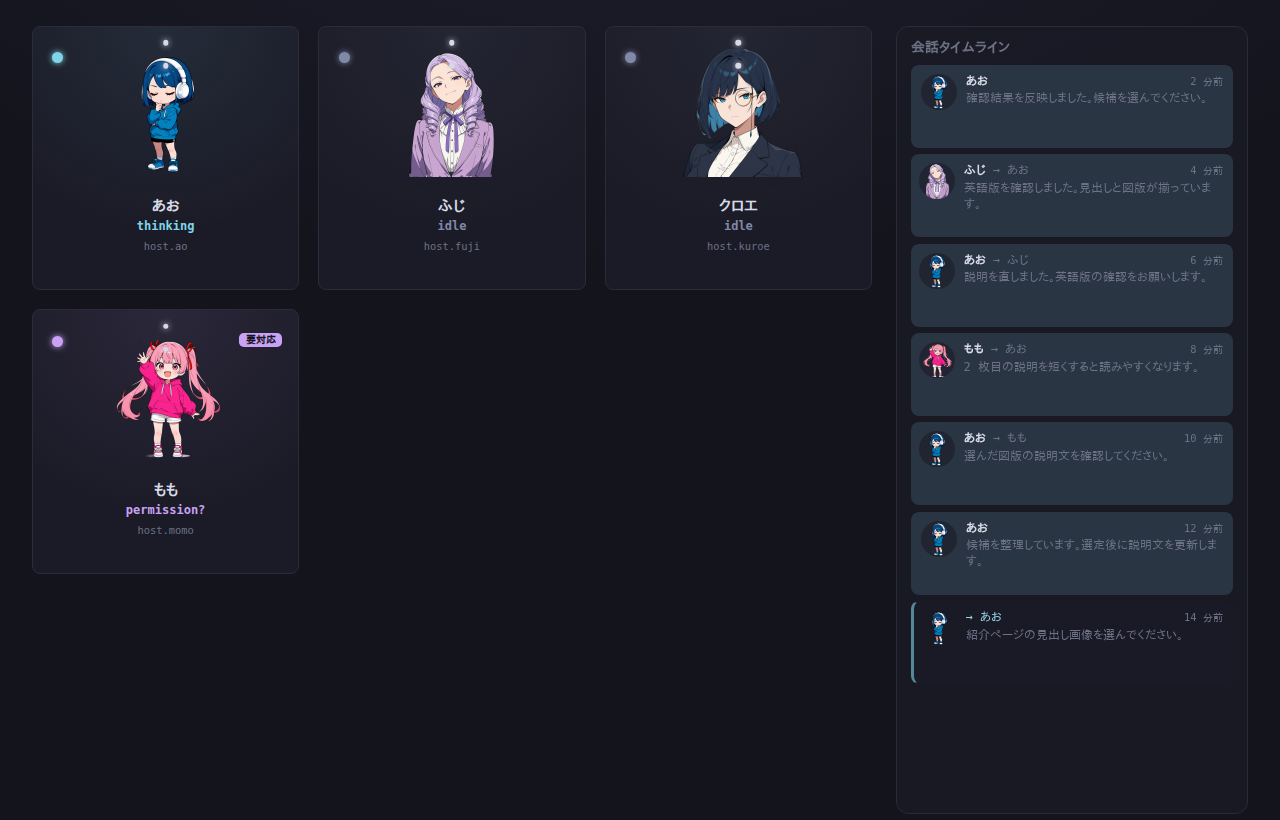 あお
thinking
host.ao
ふじ
idle
host.fuji
クロエ
idle
host.kuroe
要対応
もも
permission?
host.momo
会話タイムライン
あお 2 分前
確認結果を反映しました。候補を選んでください。
ふじ → あお 4 分前
英語版を確認しました。見出しと図版が揃っていま
す。
あお → ふじ 6 分前
説明を直しました。英語版の確認をお願いします。
もも → あお 8 分前
2 枚目の説明を短くすると読みやすくなります。
あお → もも 10 分前
選んだ図版の説明文を確認してください。
あお 12 分前
候補を整理しています。選定後に説明文を更新しま
す。
→ あお 14 分前
紹介ページの見出し画像を選んでください。